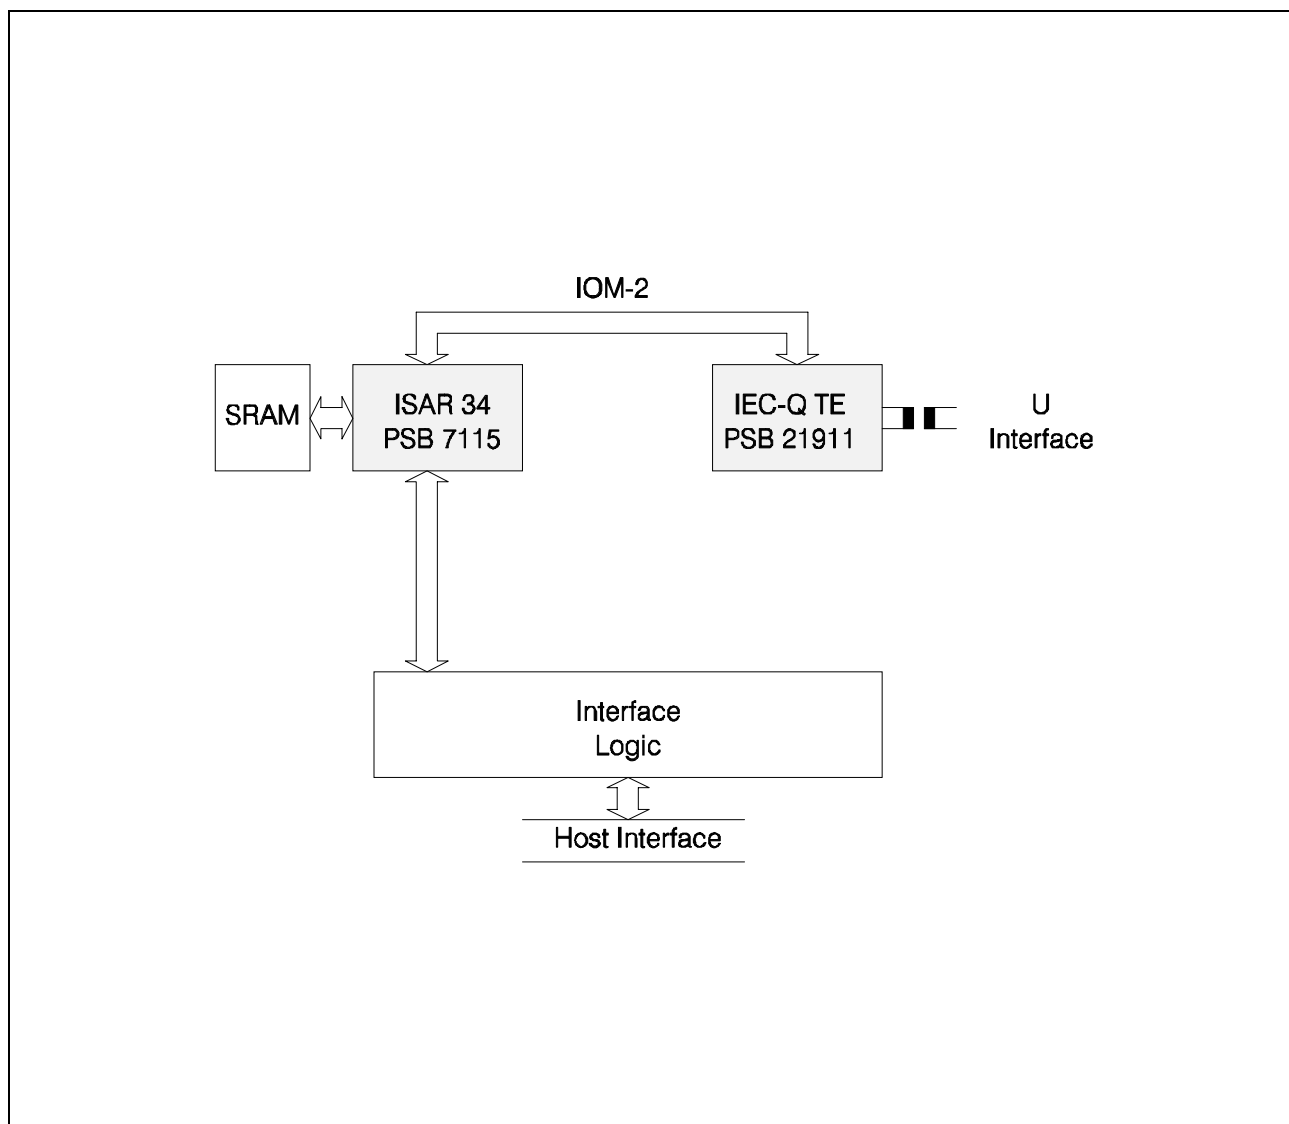 IOM-2
SRAM
ISAR 34
PSB 7115
IEC-Q TE
PSB 21911
U
Interface
Interface
Logic
Host Interface